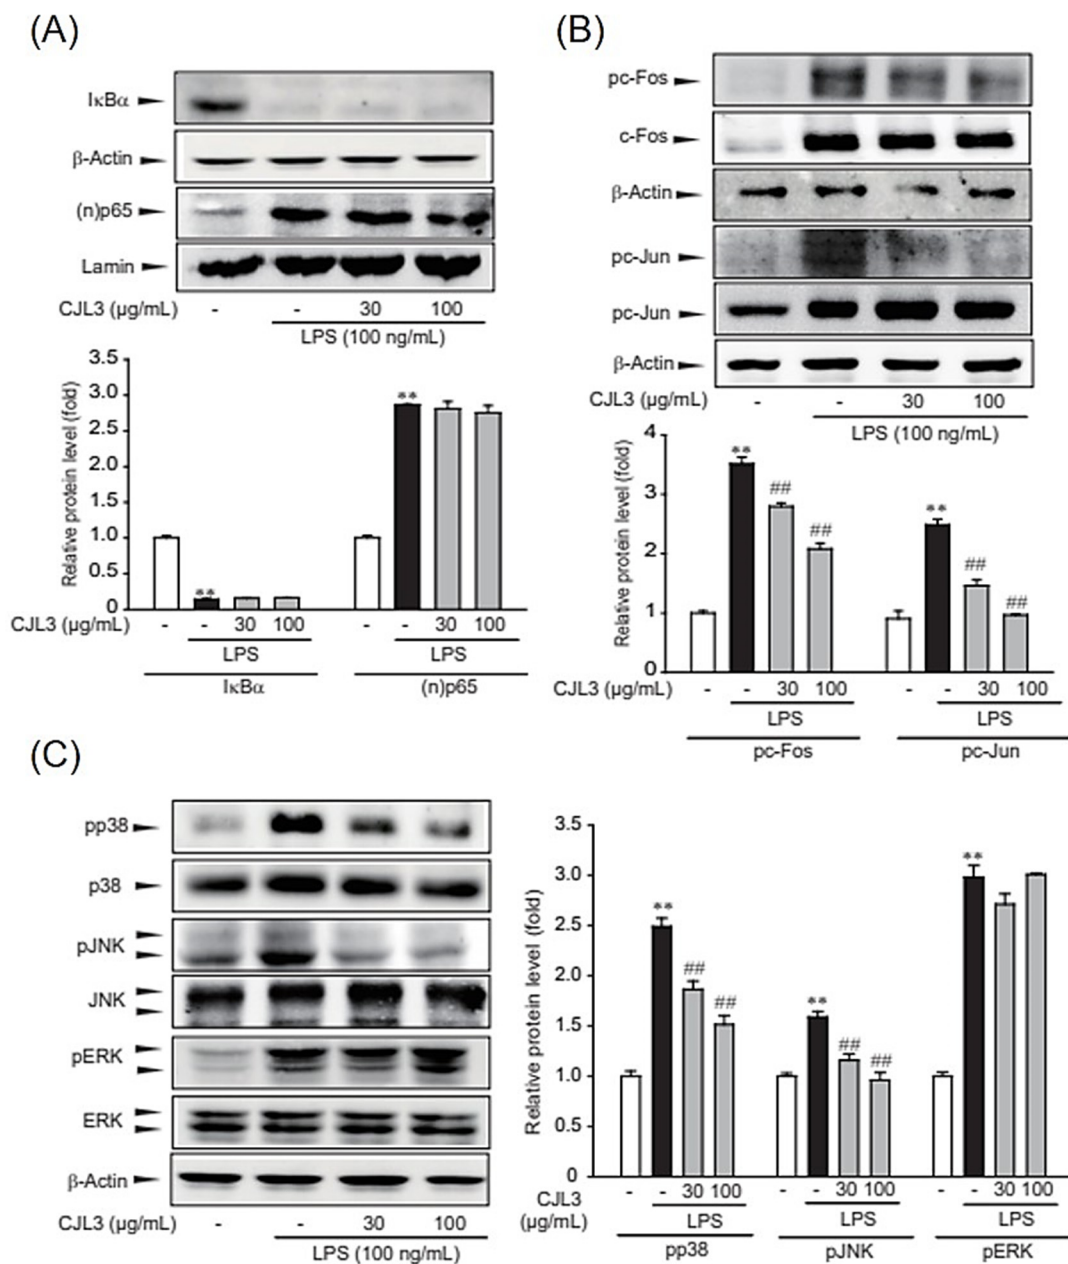 (A)
IκBα
β-Actin
(n)p65
Lamin
CJL3 (μg/mL) - - 30 100
LPS (100 ng/mL)
Relative protein level (fold)
3.5
3.0
2.5
2.0
1.5
1.0
0.5
0
** **
CJL3 (μg/mL) - - 30 100 - - 30 100
LPS LPS
IκBα (n)p65
(B)
pc-Fos
c-Fos
β-Actin
pc-Jun
pc-Jun
β-Actin
CJL3 (μg/mL) - - 30 100
LPS (100 ng/mL)
Relative protein level (fold)
4
3
2
1
0
** ## ## ** ## ##
CJL3 (μg/mL) - - 30 100 - - 30 100
LPS LPS
pc-Fos pc-Jun
(C)
pp38
p38
pJNK
JNK
pERK
ERK
β-Actin
CJL3 (μg/mL) - - 30 100
LPS (100 ng/mL)
Relative protein level (fold)
3.5
3.0
2.5
2.0
1.5
1.0
0.5
0
** ## ## ** ## ## **
CJL3 - - 30 100 - - 30 100 - - 30 100
(μg/mL) LPS LPS LPS
pp38 pJNK pERK